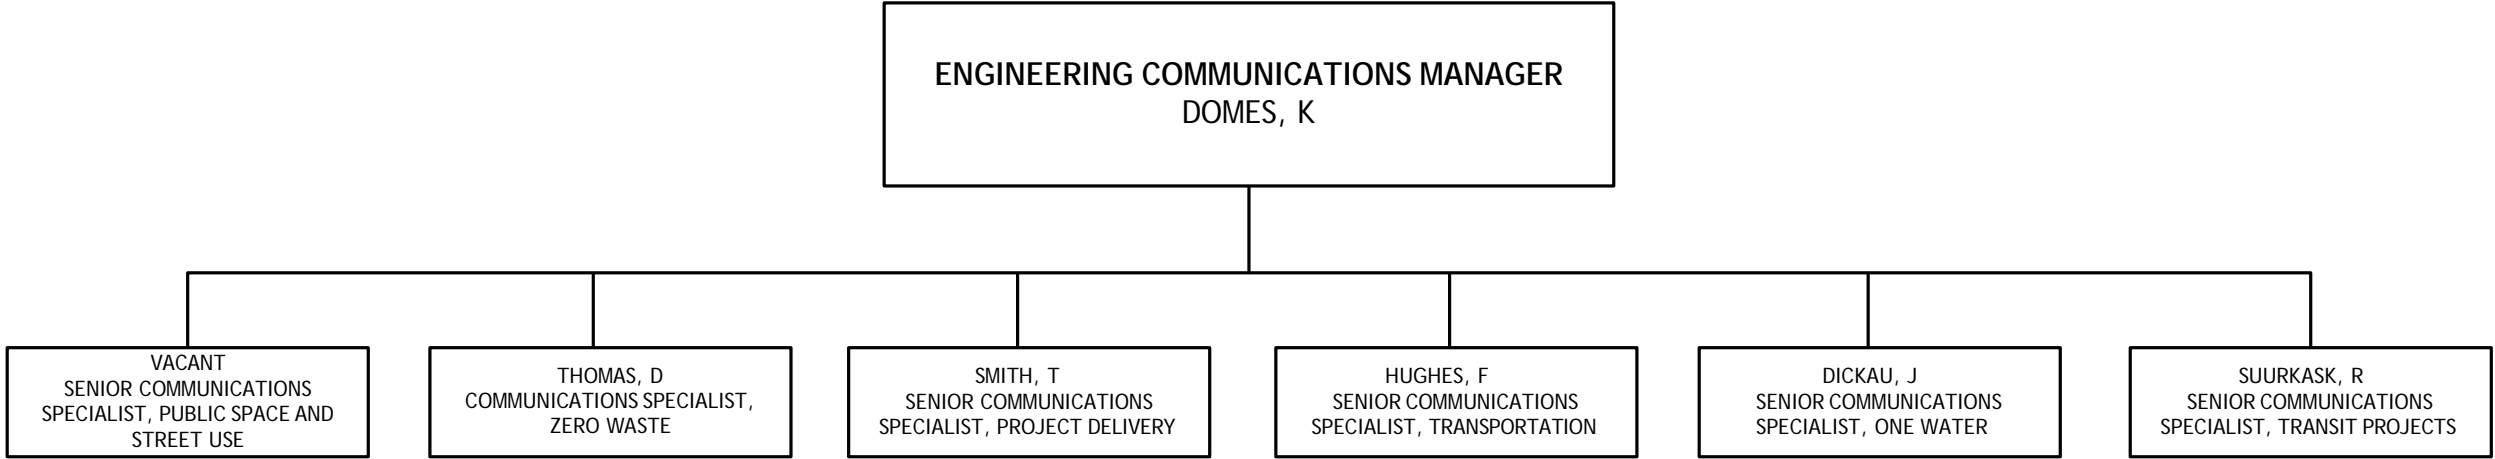 ENGINEERING COMMUNICATIONS MANAGER
DOMES, K
VACANT
SENIOR COMMUNICATIONS
SPECIALIST, PUBLIC SPACE AND
STREET USE
THOMAS, D
COMMUNICATIONS SPECIALIST,
ZERO WASTE
SMITH, T
SENIOR COMMUNICATIONS
SPECIALIST, PROJECT DELIVERY
HUGHES, F
SENIOR COMMUNICATIONS
SPECIALIST, TRANSPORTATION
DICKAU, J
SENIOR COMMUNICATIONS
SPECIALIST, ONE WATER
SUURKASK, R
SENIOR COMMUNICATIONS
SPECIALIST, TRANSIT PROJECTS